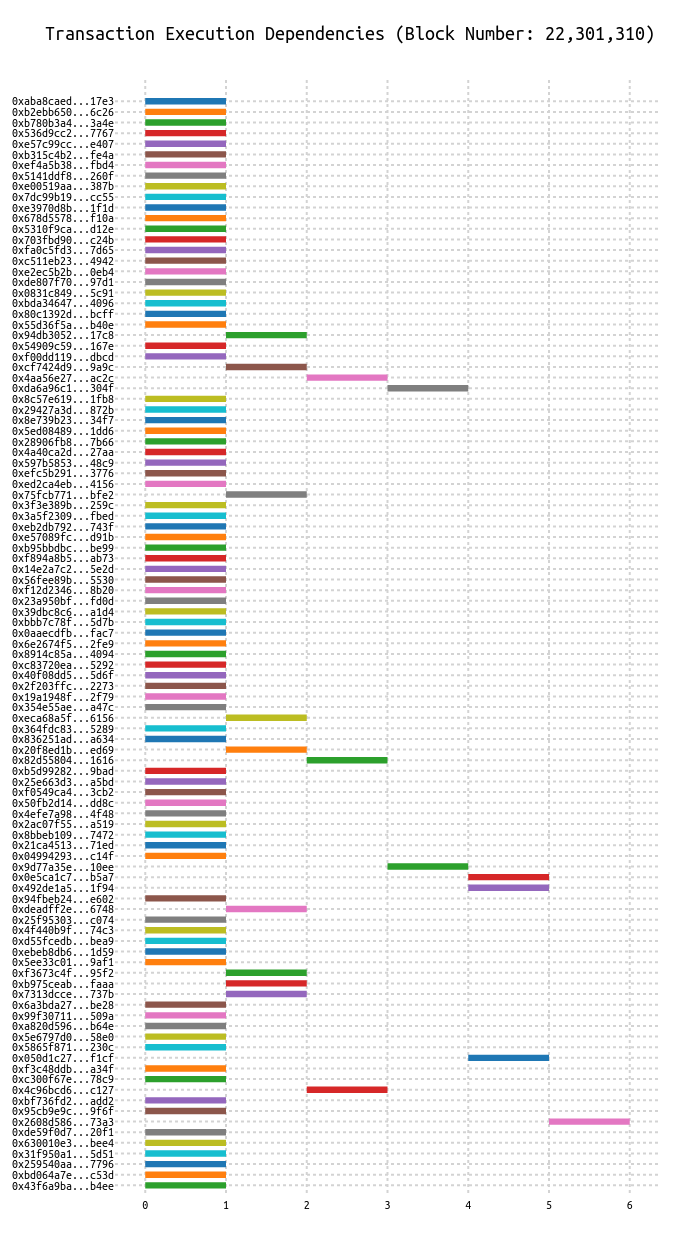 Transaction Execution Dependencies (Block Number: 22,301,310)
0xaba8caed...17e3
0xb2ebb650...6c26
0xb780b3a4...3a4e
0x536d9cc2...7767
0xe57c99cc...e407
0xb315c4b2...fe4a
0xef4a5b38...fbd4
0x5141ddf8...260f
0xe00519aa...387b
0x7dc99b19...cc55
0xe3970d8b...1f1d
0x678d5578...f10a
0x5310f9ca...d12e
0x703fbd90...c24b
0xfa0c5fd3...7d65
0xc511eb23...4942
0xe2ec5b2b...0eb4
0xde807f70...97d1
0x0831c849...5c91
0xbda34647...4096
0x80c1392d...bcff
0x55d36f5a...b40e
0x94db3052...17c8
0x54909c59...167e
0xf00dd119...dbcd
0xcf7424d9...9a9c
0x4aa56e27...ac2c
0xda6a96c1...304f
0x8c57e619...1fb8
0x29427a3d...872b
0x8e739b23...34f7
0x5ed08489...1dd6
0x28906fb8...7b66
0x4a40ca2d...27aa
0x597b5853...48c9
0xefc5b291...3776
0xed2ca4eb...4156
0x75fcb771...bfe2
0x3f3e389b...259c
0x3a5f2309...fbed
0xeb2db792...743f
0xe57089fc...d91b
0xb95bbdbc...be99
0xf894a8b5...ab73
0x14e2a7c2...5e2d
0x56fee89b...5530
0xf12d2346...8b20
0x23a950bf...fd0d
0x39dbc8c6...a1d4
0xbbb7c78f...5d7b
0x0aaecdfb...fac7
0x6e2674f5...2fe9
0x8914c85a...4094
0xc83720ea...5292
0x40f08dd5...5d6f
0x2f203ffc...2273
0x19a1948f...2f79
0x354e55ae...a47c
0xeca68a5f...6156
0x364fdc83...5289
0x836251ad...a634
0x20f8ed1b...ed69
0x82d55804...1616
0xb5d99282...9bad
0x25e663d3...a5bd
0xf0549ca4...3cb2
0x50fb2d14...dd8c
0x4efe7a98...4f48
0x2ac07f55...a519
0x8bbeb109...7472
0x21ca4513...71ed
0x04994293...c14f
0x9d77a35e...10ee
0x0e5ca1c7...b5a7
0x492de1a5...1f94
0x94fbeb24...e602
0xdeadff2e...6748
0x25f95303...c074
0x4f440b9f...74c3
0xd55fcedb...bea9
0xebeb8db6...1d59
0x5ee33c01...9af1
0xf3673c4f...95f2
0xb975ceab...faaa
0x7313dcce...737b
0x6a3bda27...be28
0x99f30711...509a
0xa820d596...b64e
0x5e6797d0...58e0
0x5865f871...230c
0x050d1c27...f1cf
0xf3c48ddb...a34f
0xc300f67e...78c9
0x4c96bcd6...c127
0xbf736fd2...add2
0x95cb9e9c...9f6f
0x2608d586...73a3
0xde59f0d7...20f1
0x630010e3...bee4
0x31f950a1...5d51
0x259540aa...7796
0xbd064a7e...c53d
0x43f6a9ba...b4ee
0 1 2 3 4 5 6